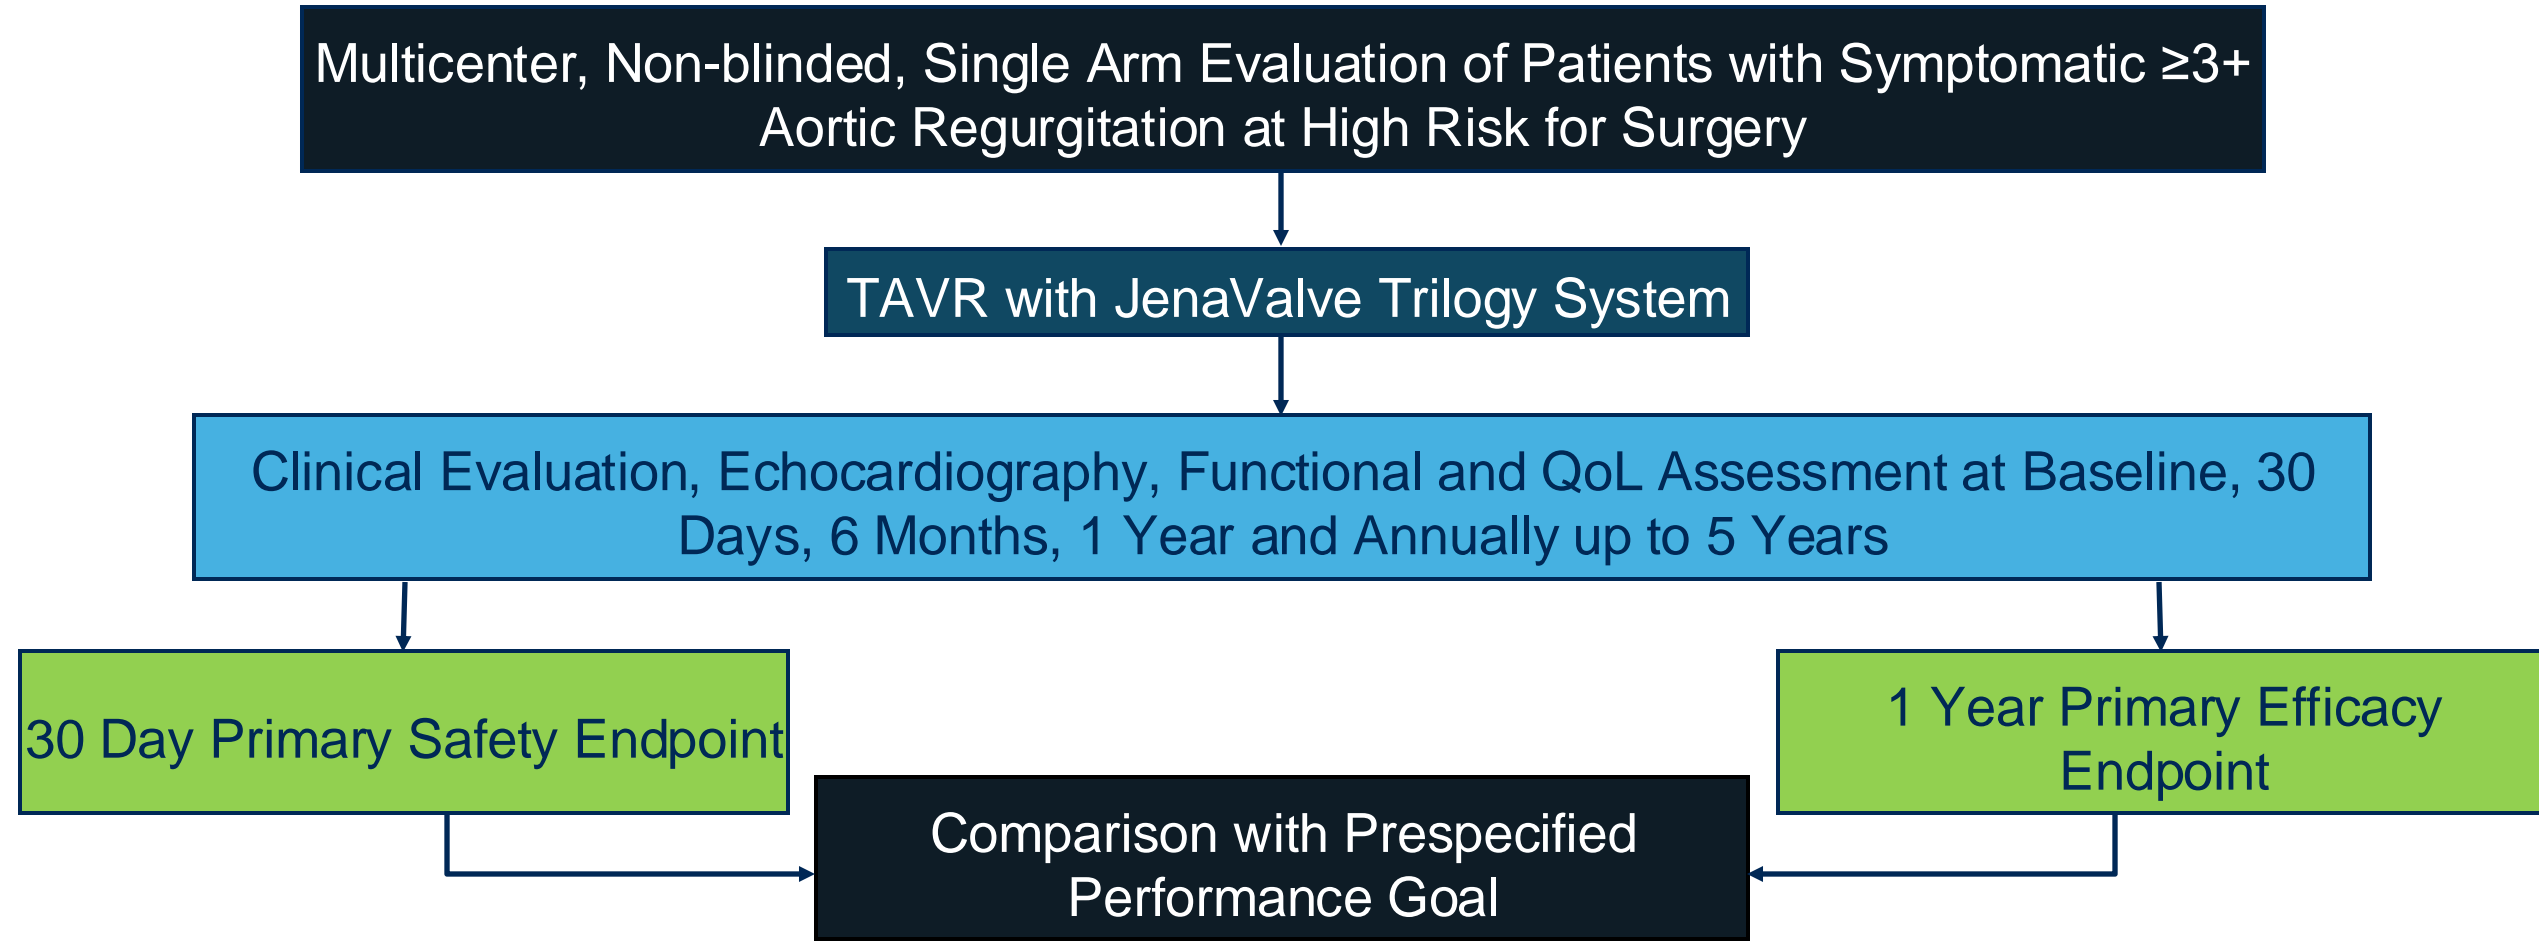 Multicenter, Non-blinded, Single Arm Evaluation of Patients with Symptomatic ≥3+
Aortic Regurgitation at High Risk for Surgery
TAVR with JenaValve Trilogy System
Clinical Evaluation, Echocardiography, Functional and QoL Assessment at Baseline, 30
Days, 6 Months, 1 Year and Annually up to 5 Years
30 Day Primary Safety Endpoint
1 Year Primary Efficacy
Endpoint
Comparison with Prespecified
Performance Goal